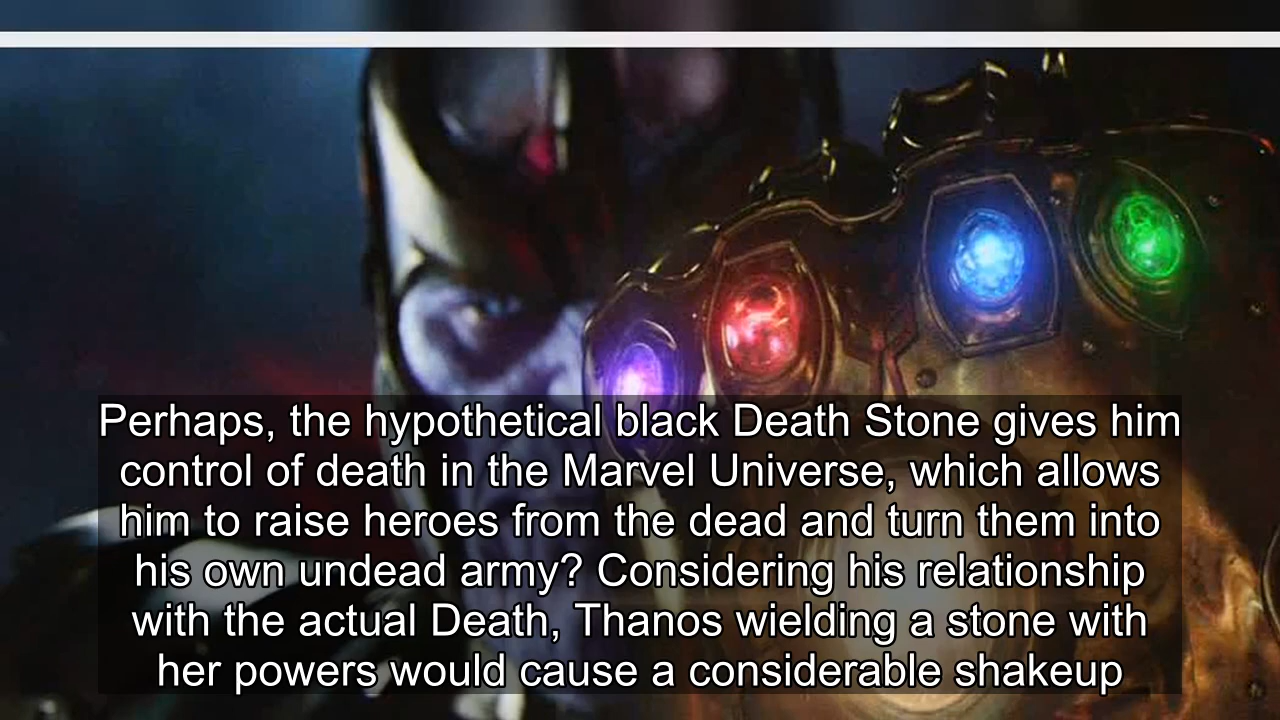 Perhaps, the hypothetical black Death Stone gives him
control of death in the Marvel Universe, which allows
him to raise heroes from the dead and turn them into
his own undead army? Considering his relationship
with the actual Death, Thanos wielding a stone with
her powers would cause a considerable shakeup